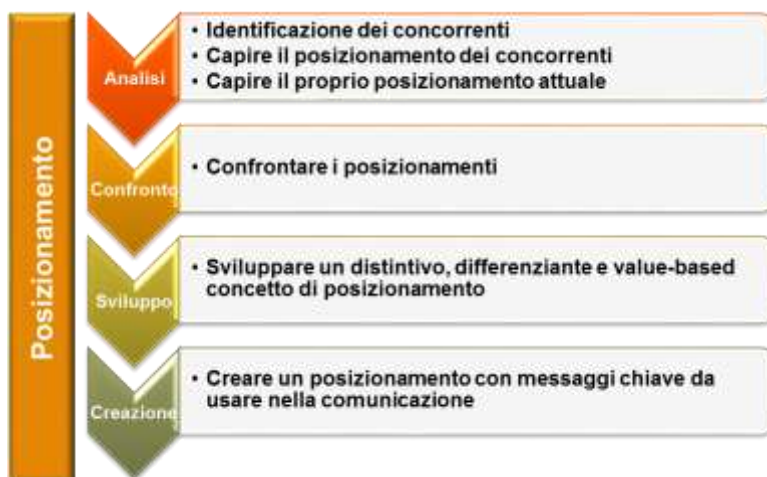 Posizionamento
Analisi
• Identificazione dei concorrenti
• Capire il posizionamento dei concorrenti
• Capire il proprio posizionamento attuale
Confronto
• Confrontare i posizionamenti
Sviluppo
• Sviluppare un distintivo, differenziante e value-based
concetto di posizionamento
Creazione
• Creare un posizionamento con messaggi chiave da
usare nella comunicazione